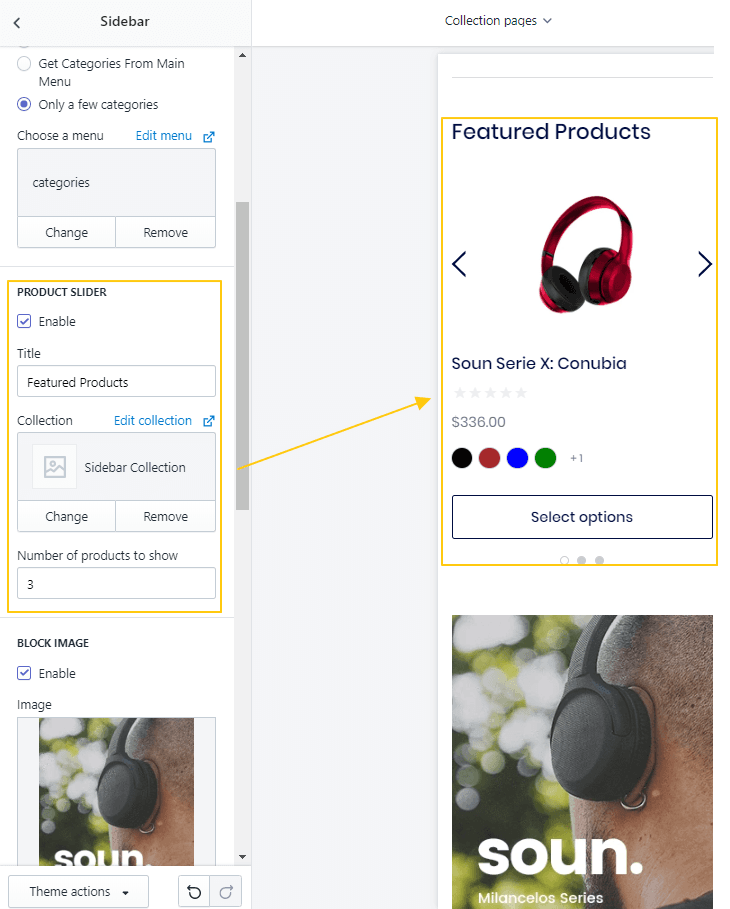 Sidebar
Get Categories From Main
Menu
Only a few categories
Choose a menu Edit menu
categories
Change Remove
PRODUCT SLIDER
Enable
Title
Featured Products
Collection Edit collection
Sidebar Collection
Change Remove
Number of products to show
3
BLOCK IMAGE
Enable
Image
soun.
Theme actions
Collection pages
Featured Products
Soun Serie X: Conubia
$336.00
+1
Select options
soun.
Milancelos Series